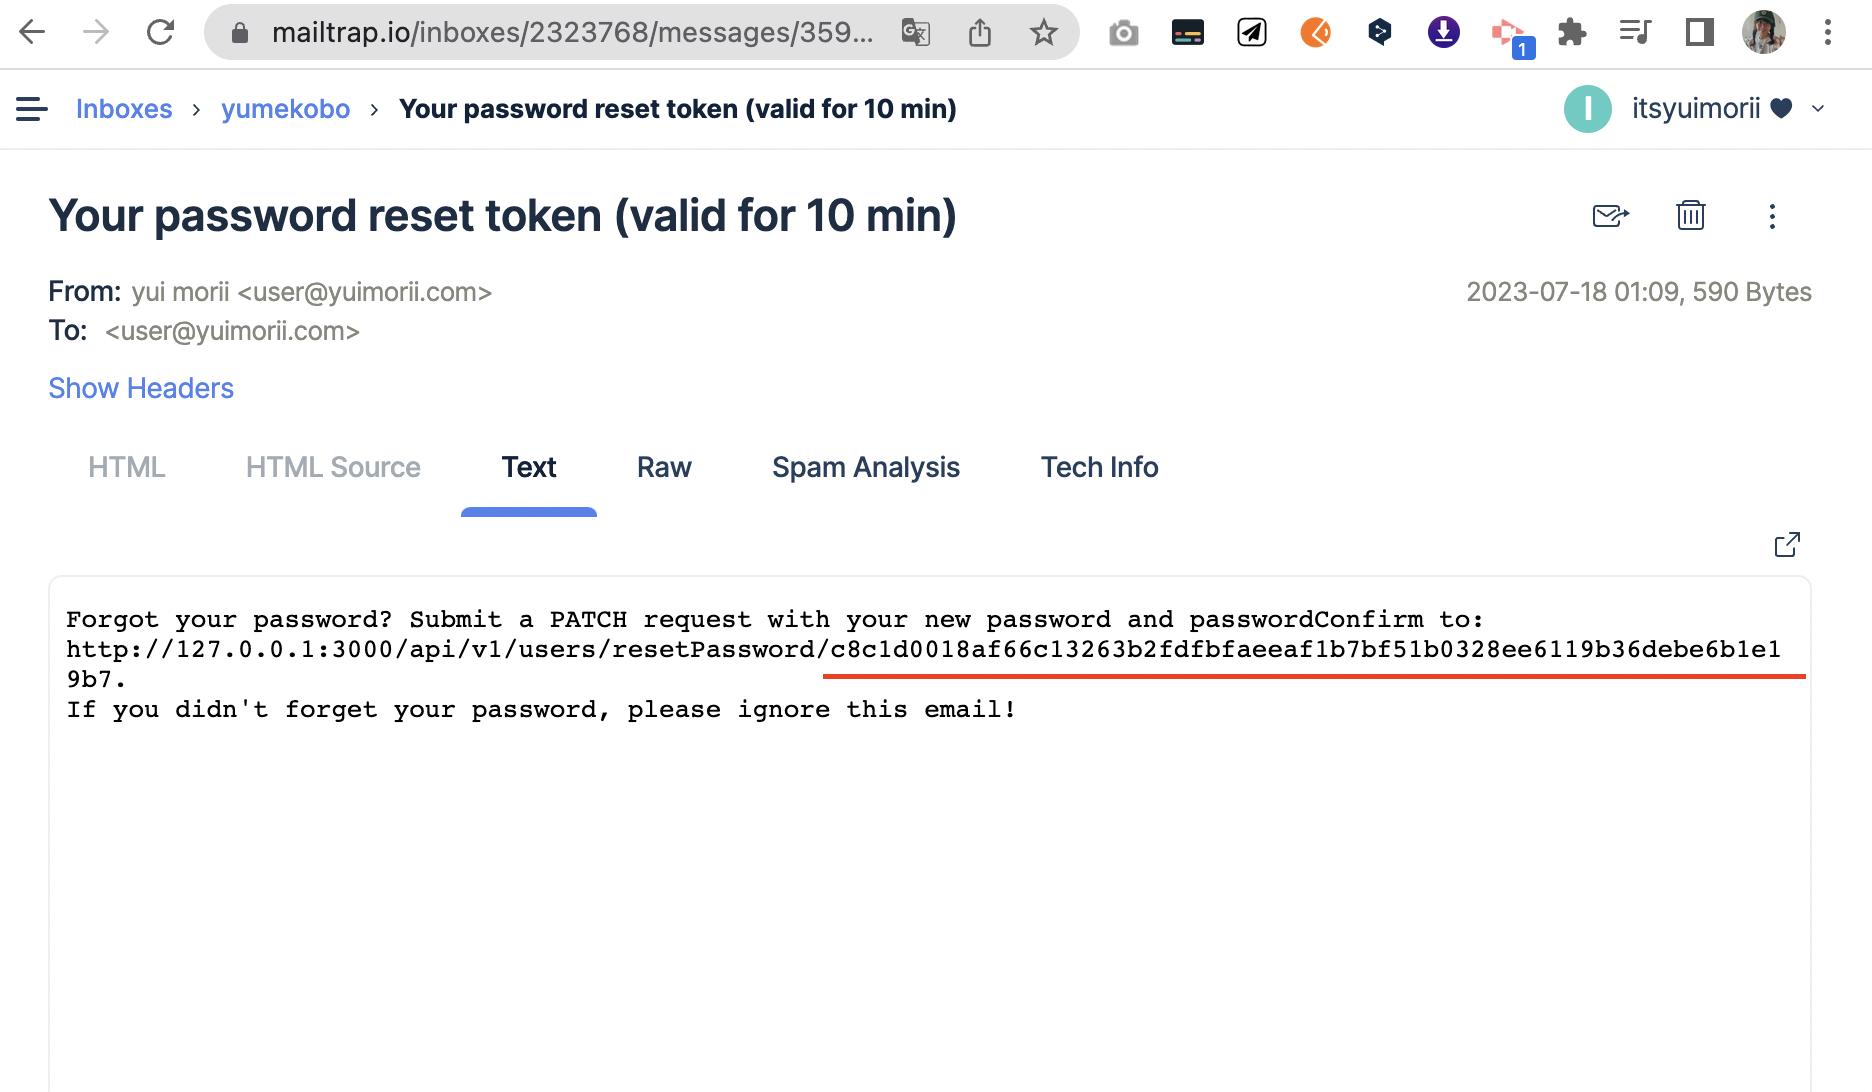 mailtrap.io/inboxes/2323768/messages/359...
1
Inboxes › yumekobo › Your password reset token (valid for 10 min)
I itsyuimorii
Your password reset token (valid for 10 min)
From: yui morii <user@yuimorii.com>
2023-07-18 01:09, 590 Bytes
To: <user@yuimorii.com>
Show Headers
HTML HTML Source Text Raw Spam Analysis Tech Info
Forgot your password? Submit a PATCH request with your new password and passwordConfirm to:
http://127.0.0.1:3000/api/v1/users/resetPassword/c8c1d0018af66c13263b2fdfbfaeeaf1b7bf51b0328ee6119b36debe6b1e1
9b7.
If you didn't forget your password, please ignore this email!